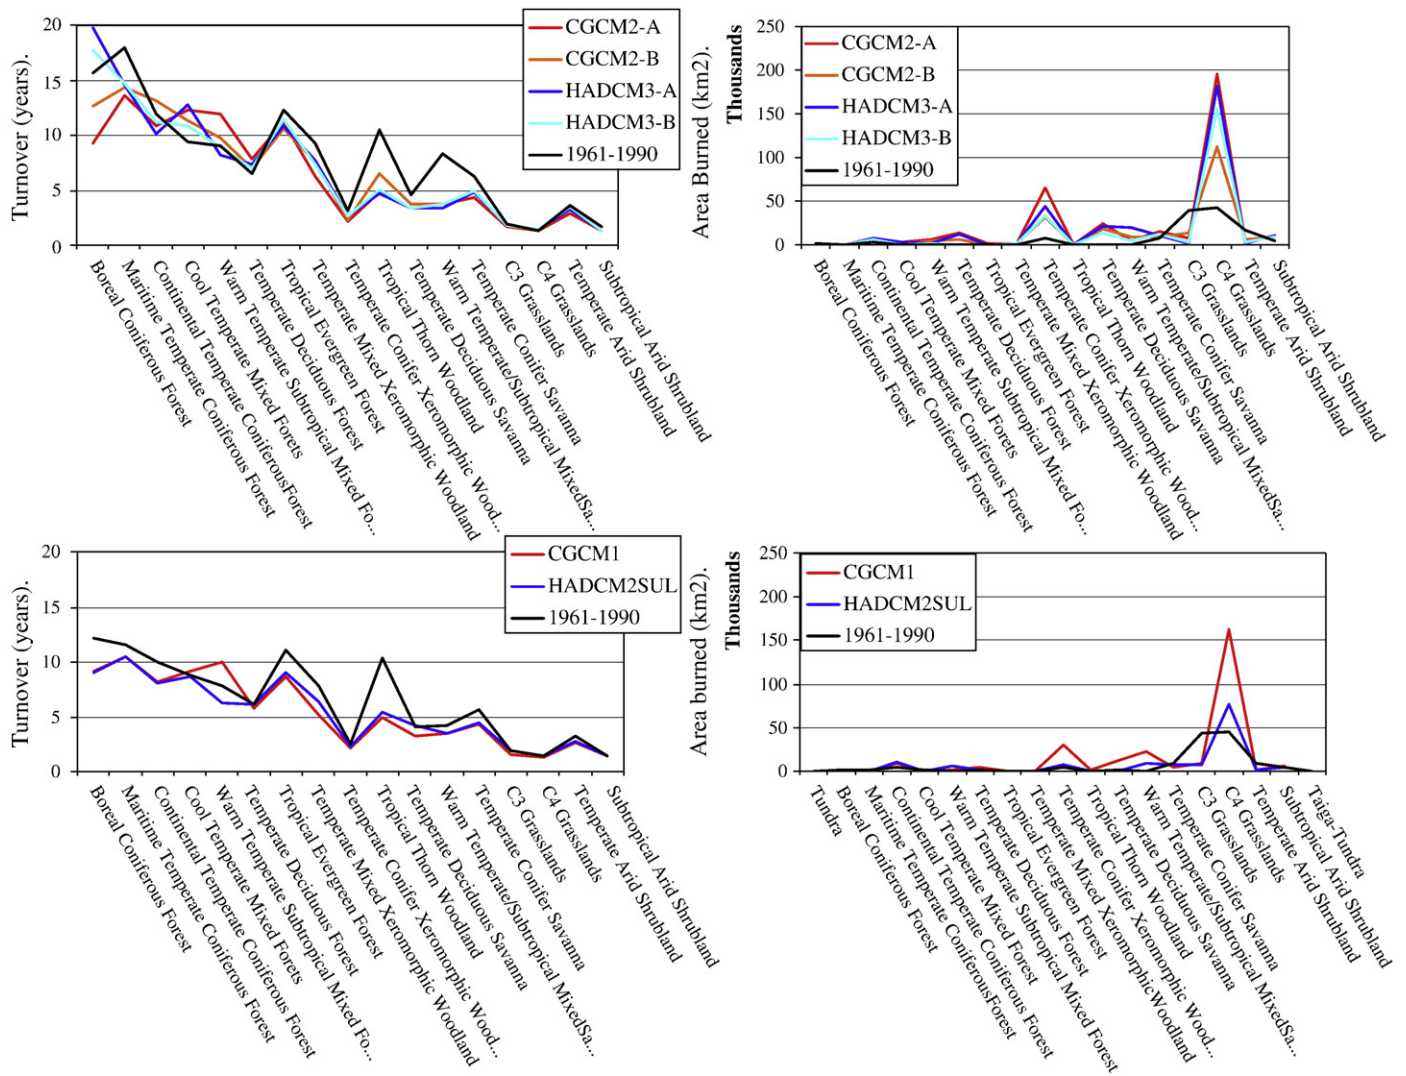 20
15
10
5
0
Turnover (years).
CGCM2-A
CGCM2-B
HADCM3-A
HADCM3-B
1961-1990
Boreal Coniferous Forest
Maritime Temperate Coniferous Forest
Continental Temperate ConiferousForest
Cool Temperate Mixed Forets
Warm Temperate Subtropical Mixed Fo...
Temperate Deciduous Forest
Tropical Evergreen Forest
Temperate Mixed Xeromorphic Woodland
Temperate Conifer Xeromorphic Wood...
Tropical Thorn Woodland
Temperate Deciduous Savanna
Warm Temperate/Subtropical MixedSa...
Temperate Conifer Savanna
C3 Grasslands
C4 Grasslands
Temperate Arid Shrubland
Subtropical Arid Shrubland
250
200
150
100
50
0
Area Burned (km2).
Thousands
CGCM2-A
CGCM2-B
HADCM3-A
HADCM3-B
1961-1990
Boreal Coniferous Forest
Maritime Temperate Coniferous Forest
Continental Temperate Coniferous Forest
Cool Temperate Mixed Forets
Warm Temperate Subtropical Mixed Fo...
Temperate Deciduous Forest
Tropical Evergreen Forest
Temperate Mixed Xeromorphic Woodland
Temperate Conifer Xeromorphic Wood...
Tropical Thorn Woodland
Temperate Deciduous Savanna
Warm Temperate/Subtropical MixedSa...
Temperate Conifer Savanna
C3 Grasslands
C4 Grasslands
Temperate Arid Shrubland
Subtropical Arid Shrubland
20
15
10
5
0
Turnover (years).
CGCM1
HADCM2SUL
1961-1990
Boreal Coniferous Forest
Maritime Temperate Coniferous Forest
Continental Temperate Coniferous Forest
Cool Temperate Mixed Forets
Warm Temperate Subtropical Mixed Fo...
Temperate Deciduous Forest
Tropical Evergreen Forest
Temperate Mixed Xeromorphic Woodland
Temperate Conifer Xeromorphic Wood...
Tropical Thorn Woodland
Temperate Deciduous Savanna
Warm Temperate/Subtropical MixedSa...
Temperate Conifer Savanna
C3 Grasslands
C4 Grasslands
Temperate Arid Shrubland
Subtropical Arid Shrubland
250
200
150
100
50
0
Area burned (km2).
Thousands
CGCM1
HADCM2SUL
1961-1990
Tundra
Boreal ConiferousForest
Maritime Temperate Coniferous Forest
Continental Temperate Coniferous Forest
Cool Temperate Mixed Forest
Warm Temperate Subtropical Mixed Forest
Temperate Deciduous Forest
Tropical Evergreen Forest
Temperate Mixed XeromorphicWoodland
Temperate Conifer Xeromorphic Wood...
Tropical Thorn Woodland
Temperate Deciduous Savanna
Warm Temperate/Subtropical MixedSa...
Temperate Conifer Savanna
C3 Grasslands
C4 Grasslands
Temperate Arid Shrubland
Subtropical Arid Shrubland
Taiga-Tundra